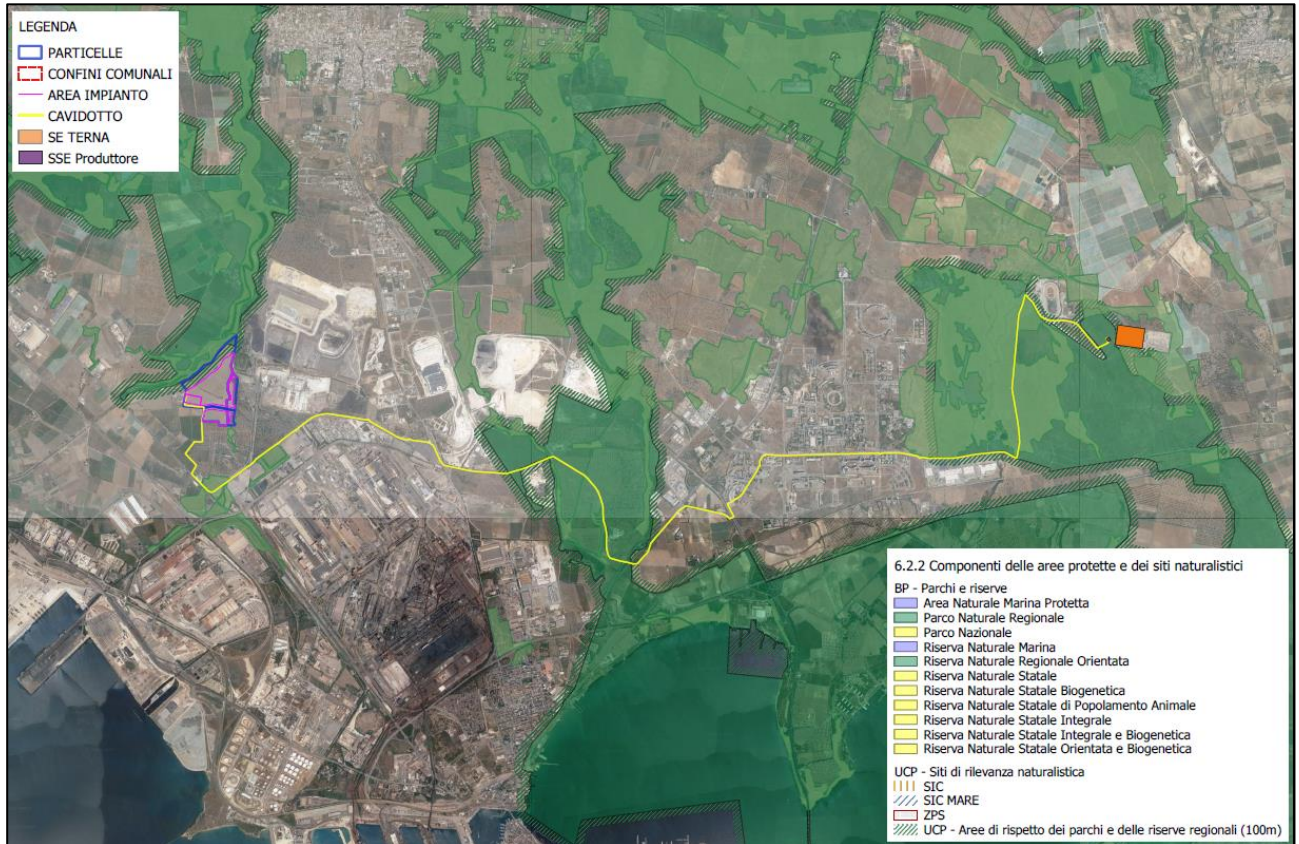 LEGENDA
PARTICELLE
CONFINI COMUNALI
AREA IMPIANTO
CAVIDOTTO
SE TERNA
SSE Produttore
6.2.2 Componenti delle aree protette e dei siti naturalistici
BP - Parchi e riserve
Area Naturale Marina Protetta
Parco Naturale Regionale
Parco Nazionale
Riserva Naturale Marina
Riserva Naturale Regionale Orientata
Riserva Naturale Statale
Riserva Naturale Statale Biogenetica
Riserva Naturale Statale di Popolamento Animale
Riserva Naturale Statale Integrale
Riserva Naturale Statale Integrale e Biogenetica
Riserva Naturale Statale Orientata e Biogenetica
UCP - Siti di rilevanza naturalistica
SIC
SIC MARE
ZPS
UCP - Aree di rispetto dei parchi e delle riserve regionali (100m)